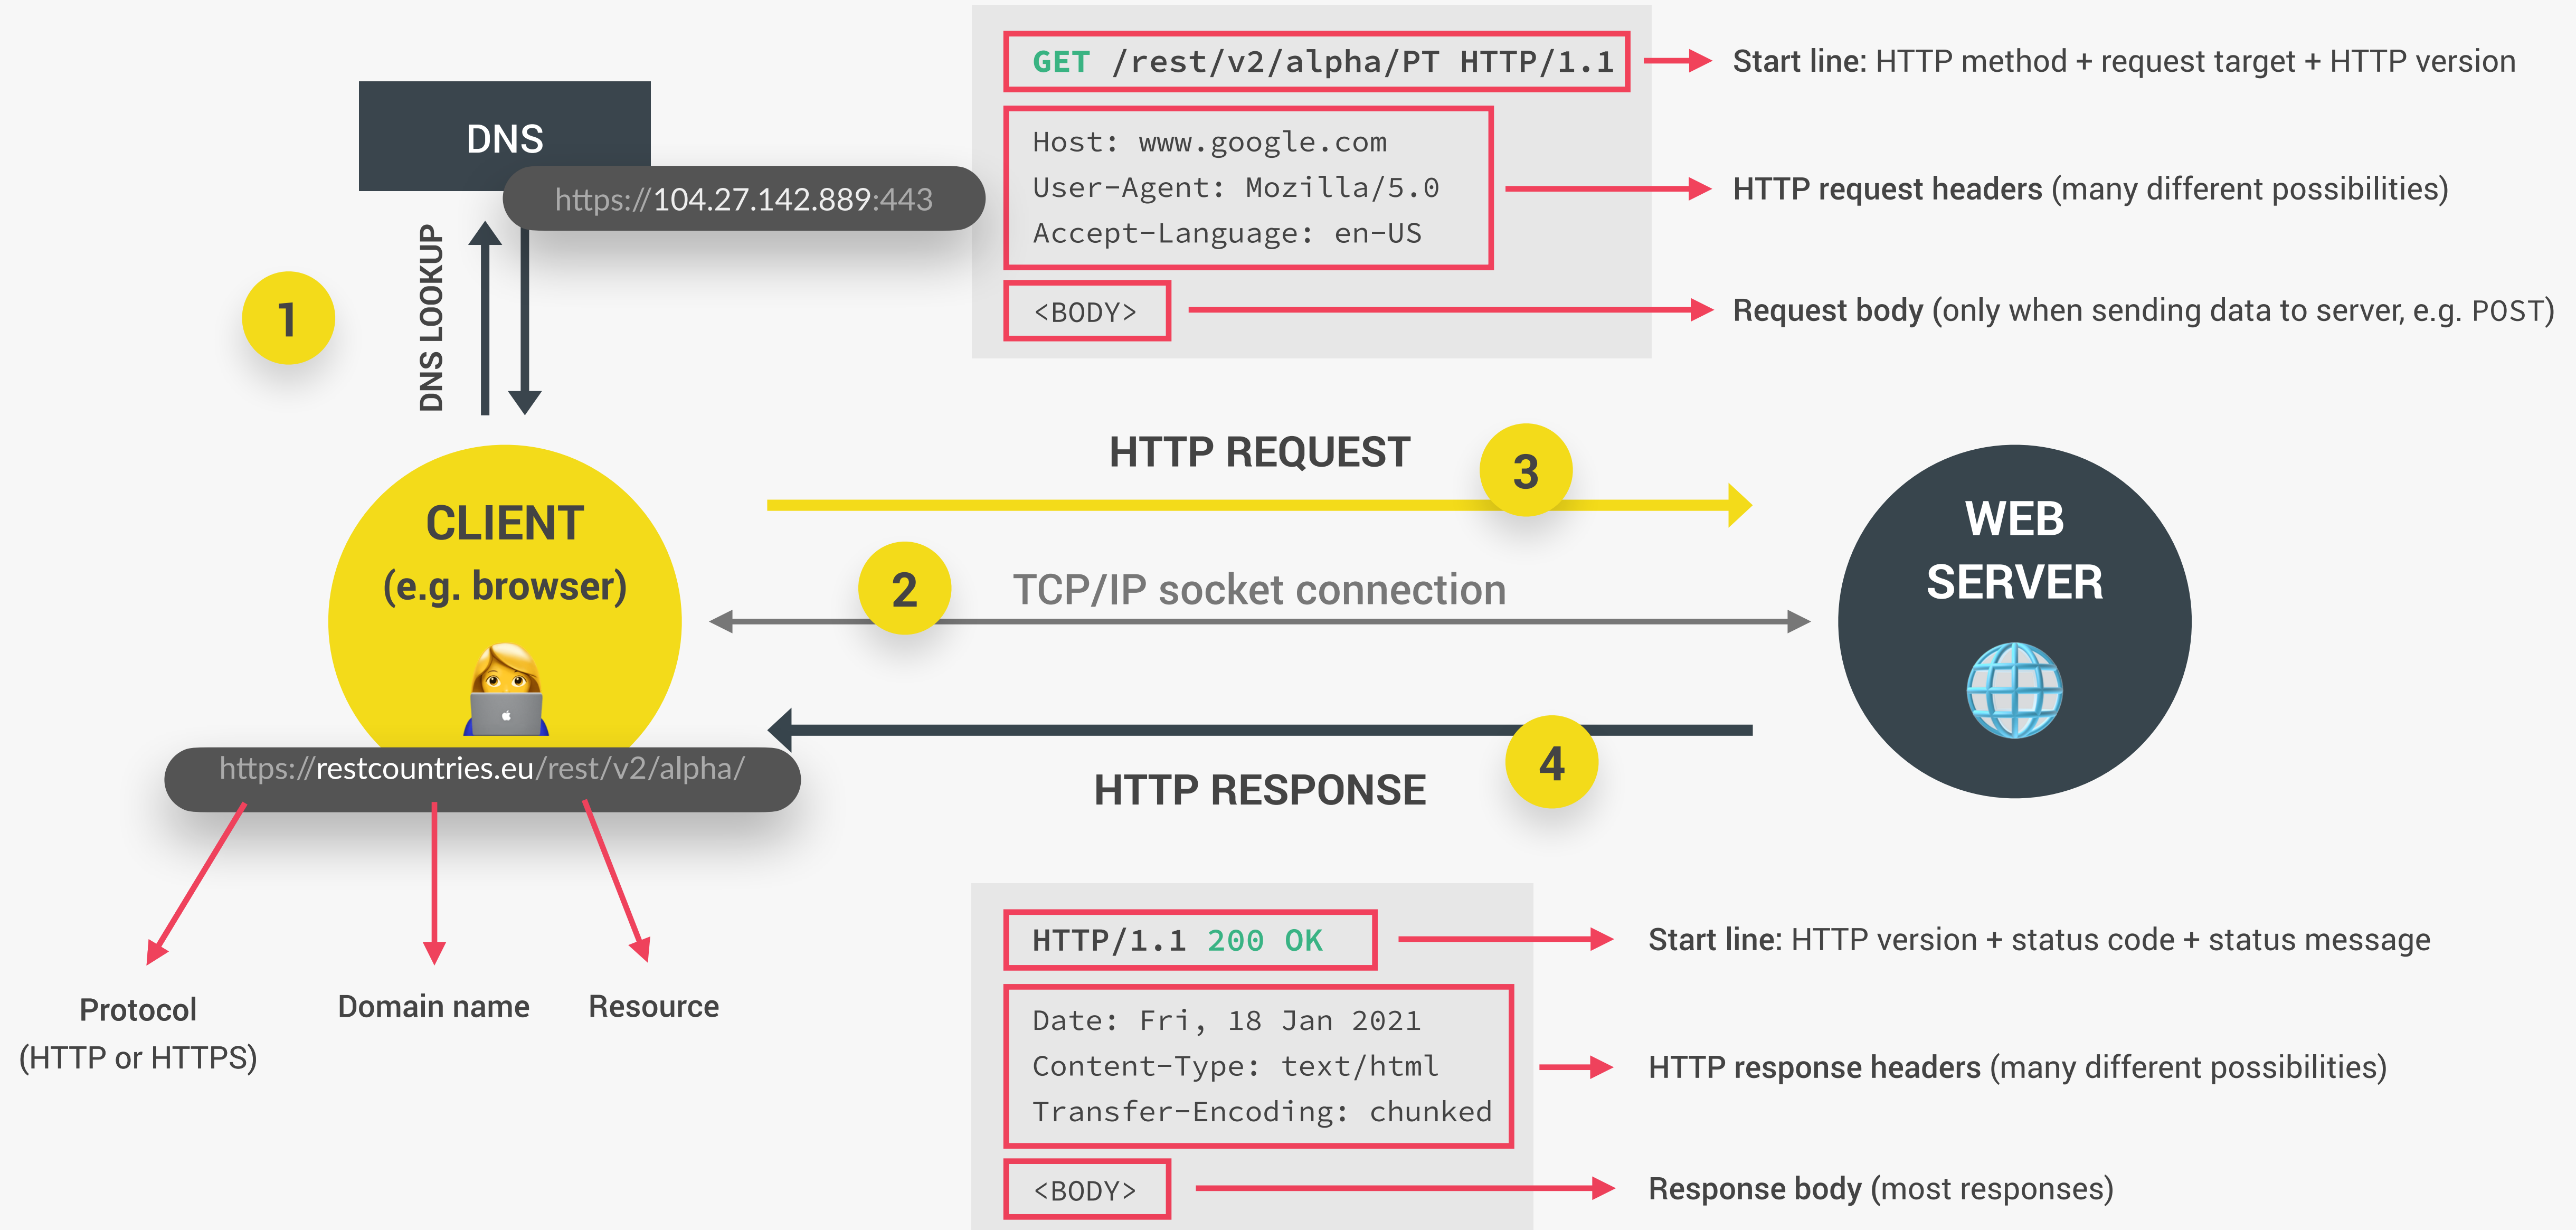 DNS
https://104.27.142.889:443
DNS LOOKUP
1
GET /rest/v2/alpha/PT HTTP/1.1
Start line: HTTP method + request target + HTTP version
Host: www.google.com
User-Agent: Mozilla/5.0
Accept-Language: en-US
HTTP request headers (many different possibilities)
<BODY>
Request body (only when sending data to server, e.g. POST)
CLIENT
(e.g. browser)
HTTP REQUEST
3
2
TCP/IP socket connection
WEB
SERVER
4
HTTP RESPONSE
https://restcountries.eu/rest/v2/alpha/
Protocol
(HTTP or HTTPS)
Domain name
Resource
HTTP/1.1 200 OK
Start line: HTTP version + status code + status message
Date: Fri, 18 Jan 2021
Content-Type: text/html
Transfer-Encoding: chunked
HTTP response headers (many different possibilities)
<BODY>
Response body (most responses)